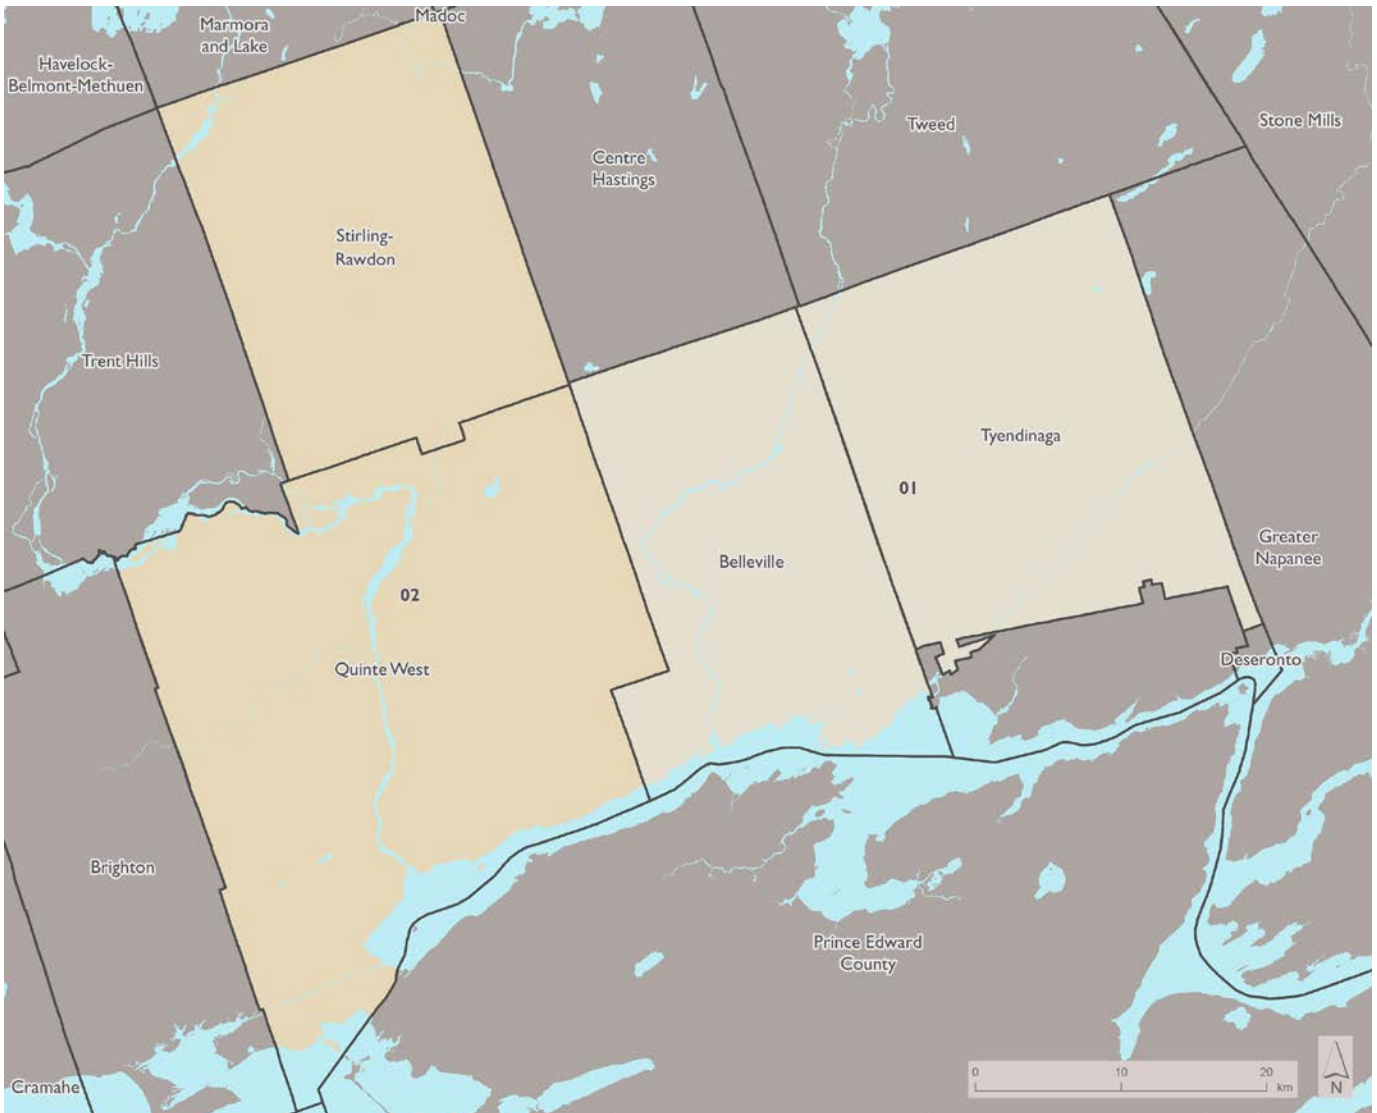 Madoc
Marmora
and Lake
Havelock-
Belmont-Methuen
Stone Mills
Tweed
Centre
Hastings
Stirling-
Rawdon
Trent Hills
Tyendinaga
01
Greater
Napanee
Belleville
02
Quinte West
Deseronto
Brighton
Prince Edward
County
Cramahe
0 10 20
km
N